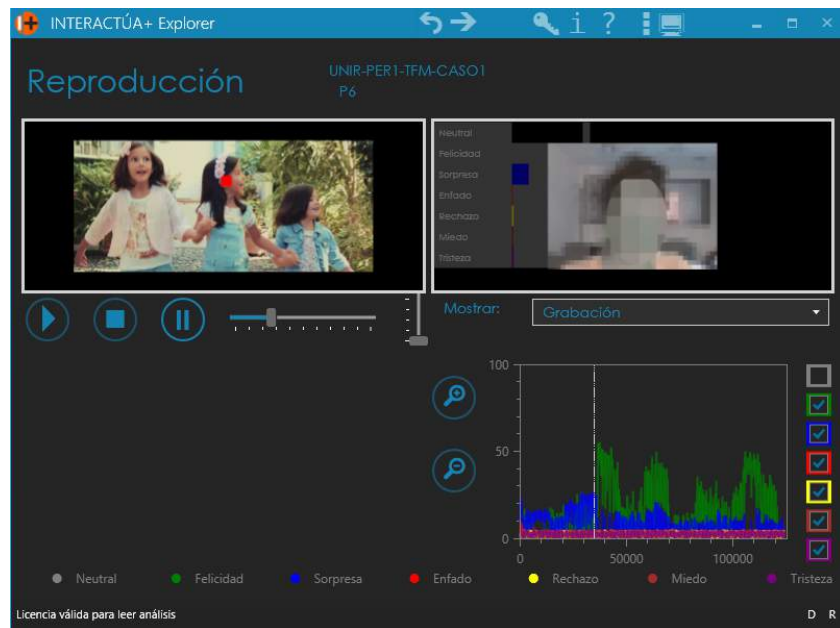 INTERACTÚA+ Explorer
Reproducción
UNIR-PER1-TFM-CASO1
P6
Neutral
Felicidad
Sorpresa
Enfado
Rechazo
Miedo
Tristeza
Mostrar:
Grabación
100
50
0
0 50000 100000
Neutral Felicidad Sorpresa Enfado Rechazo Miedo Tristeza
Licencia válida para leer análisis D R